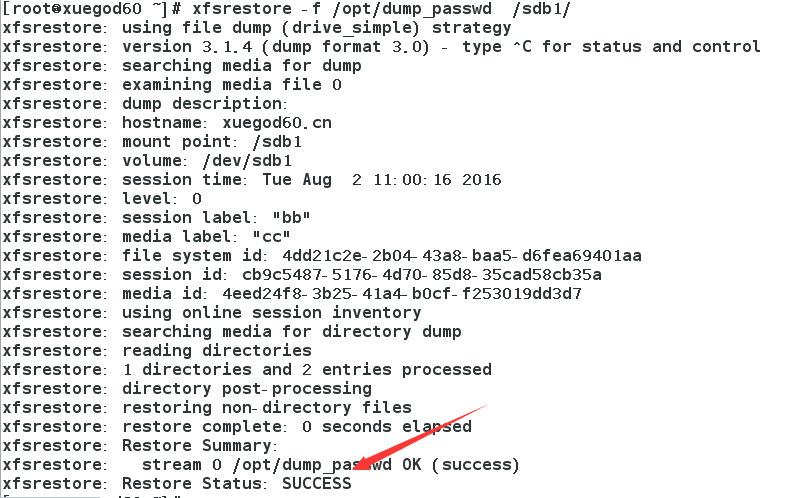 [root@xuegod60 ~]# xfsrestore -f /opt/dump_passwd  /sdb1/
xfsrestore: using file dump (drive_simple) strategy
xfsrestore: version 3.1.4 (dump format 3.0) - type ^C for status and control
xfsrestore: searching media for dump
xfsrestore: examining media file 0
xfsrestore: dump description:
xfsrestore: hostname: xuegod60.cn
xfsrestore: mount point: /sdb1
xfsrestore: volume: /dev/sdb1
xfsrestore: session time: Tue Aug  2 11:00:16 2016
xfsrestore: level: 0
xfsrestore: session label: "bb"
xfsrestore: media label: "cc"
xfsrestore: file system id: 4dd21c2e-2b04-43a8-baa5-d6fea69401aa
xfsrestore: session id: cb9c5487-5176-4d70-85d8-35cad58cb35a
xfsrestore: media id: 4eed24f8-3b25-41a4-b0cf-f253019dd3d7
xfsrestore: using online session inventory
xfsrestore: searching media for directory dump
xfsrestore: reading directories
xfsrestore: 1 directories and 2 entries processed
xfsrestore: directory post-processing
xfsrestore: restoring non-directory files
xfsrestore: restore complete: 0 seconds elapsed
xfsrestore: Restore Summary:
xfsrestore:   stream 0 /opt/dump_passwd OK (success)
xfsrestore: Restore Status: SUCCESS